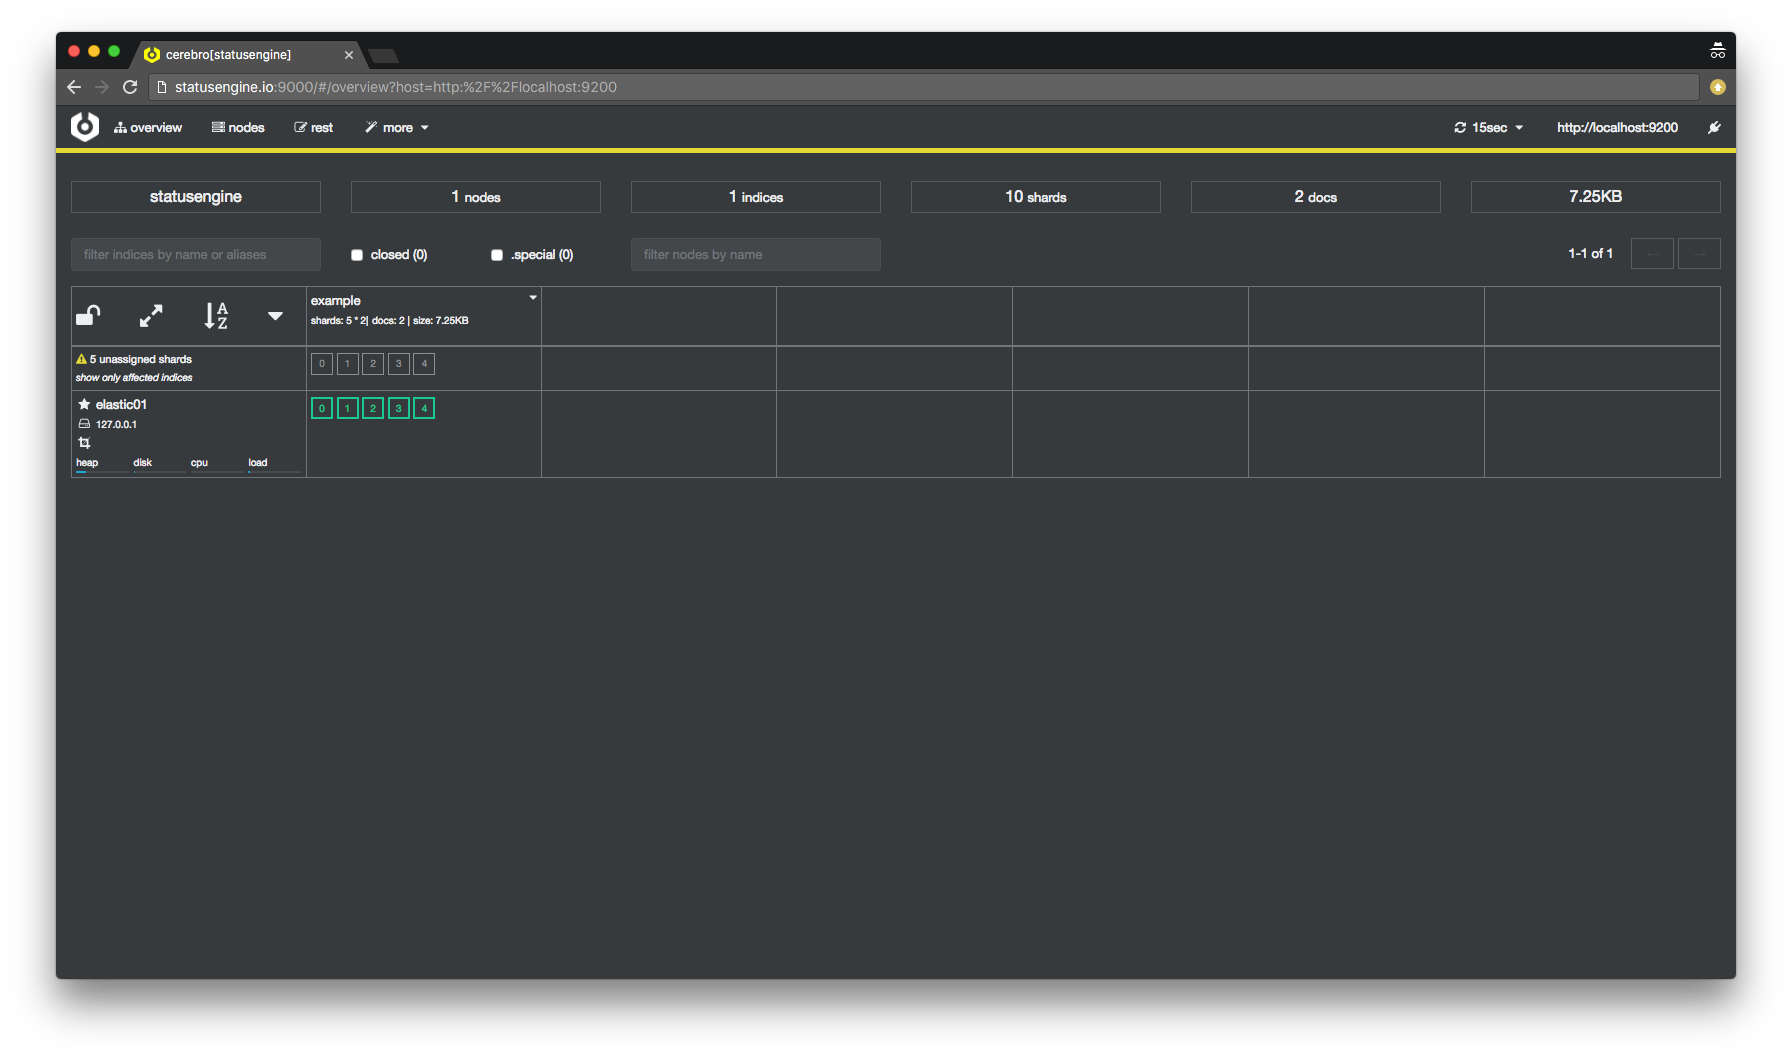 cerebro[statusengine]
statusengine.io:9000/#/overview?host=http:%2F%2Flocalhost:9200
overview nodes rest more 15sec http://localhost:9200
statusengine 1 nodes 1 indices 10 shards 2 docs 7.25KB
filter indices by name or aliases closed (0) .special (0) filter nodes by name 1-1 of 1
example
shards: 5 * 2| docs: 2 | size: 7.25KB
5 unassigned shards 0 1 2 3 4
show only affected indices
elastic01 0 1 2 3 4
127.0.0.1
heap disk cpu load